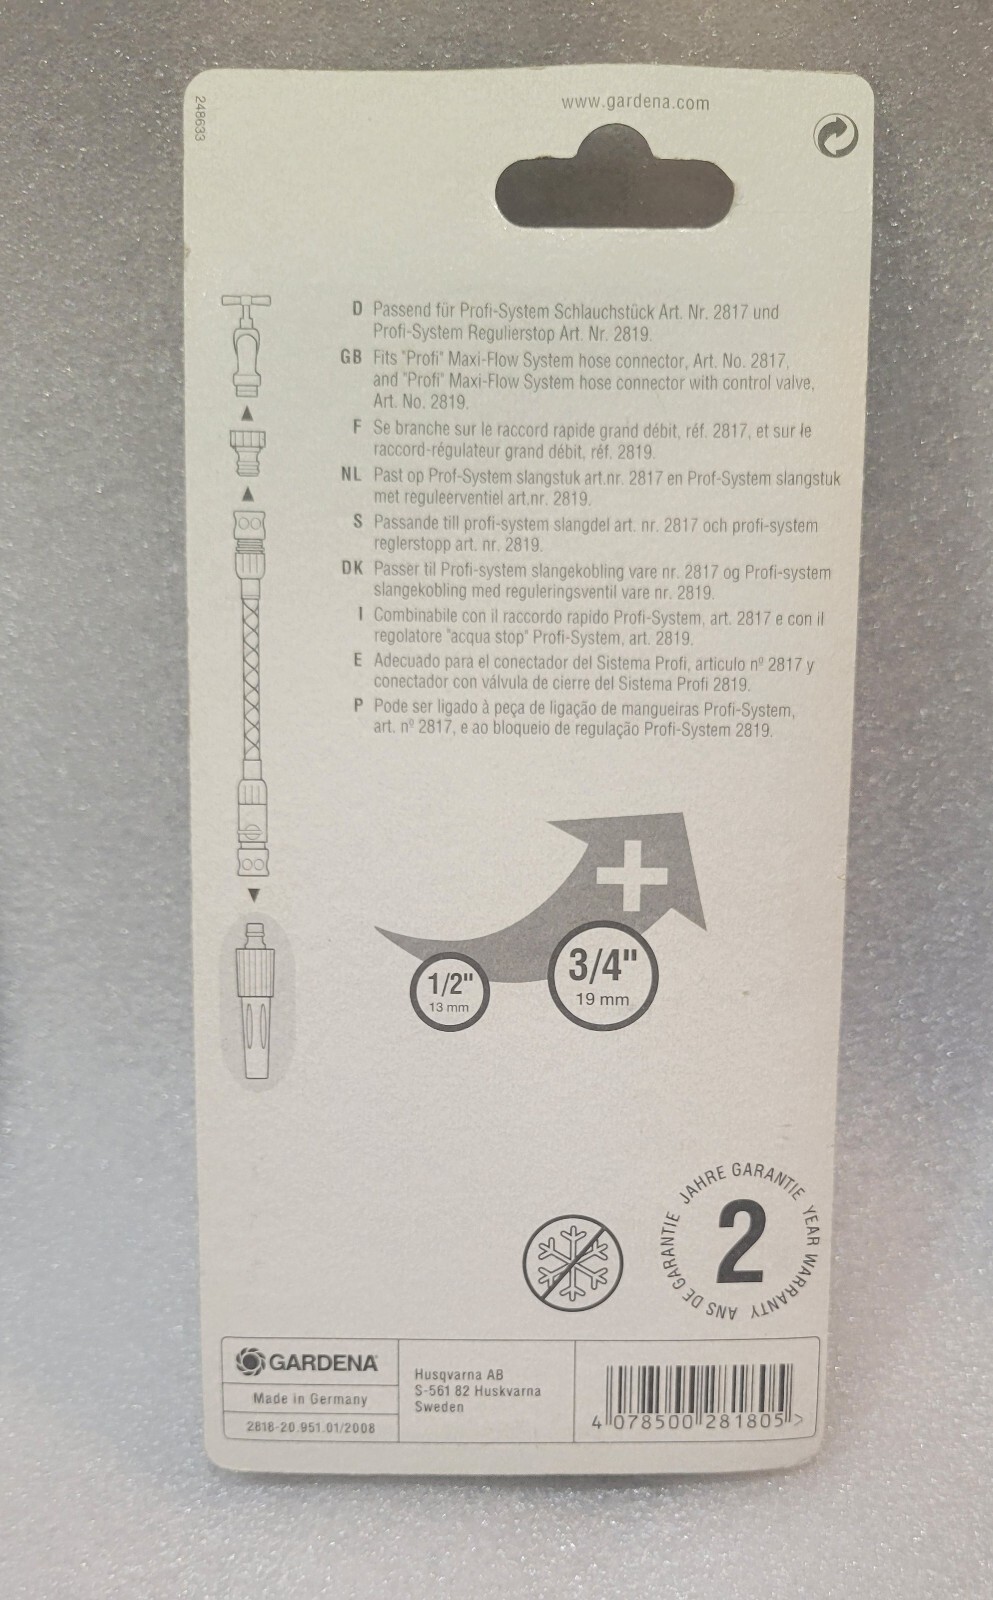 248633
www.gardena.com
D Passend für Profi-System Schlauchstück Art. Nr. 2817 und
Profi-System Regulierstop Art. Nr. 2819.
GB Fits "Profi" Maxi-Flow System hose connector, Art. No. 2817,
and "Profi" Maxi-Flow System hose connector with control valve,
Art. No. 2819.
F Se branche sur le raccord rapide grand débit, réf. 2817, et sur le
raccord-régulateur grand débit, réf. 2819.
NL Past op Prof-System slangstuk art.nr. 2817 en Prof-System slangstuk
met reguleerventiel art.nr. 2819.
S Passande till profi-system slangdel art. nr. 2817 och profi-system
reglerstopp art. nr. 2819.
DK Passer til Profi-system slangekobling vare nr. 2817 og Profi-system
slangekobling med reguleringsventil vare nr. 2819.
I Combinabile con il raccordo rapido Profi-System, art. 2817 e con il
regolatore "acqua stop" Profi-System, art. 2819.
E Adecuado para el conectador del Sistema Profi, articulo nº 2817 y
conectador con válvula de cierre del Sistema Profi 2819.
P Pode ser ligado à peça de ligação de mangueiras Profi-System,
art. nº 2817, e ao bloqueio de regulação Profi-System 2819.
1/2"
13 mm
3/4"
19 mm
JAHRE GARANTIE YEAR WARRANTY ANS DE GARANTIE
2
GARDENA
Made in Germany
2818-20.951.01/2008
Husqvarna AB
S-561 82 Huskvarna
Sweden
4 078500 281805 >